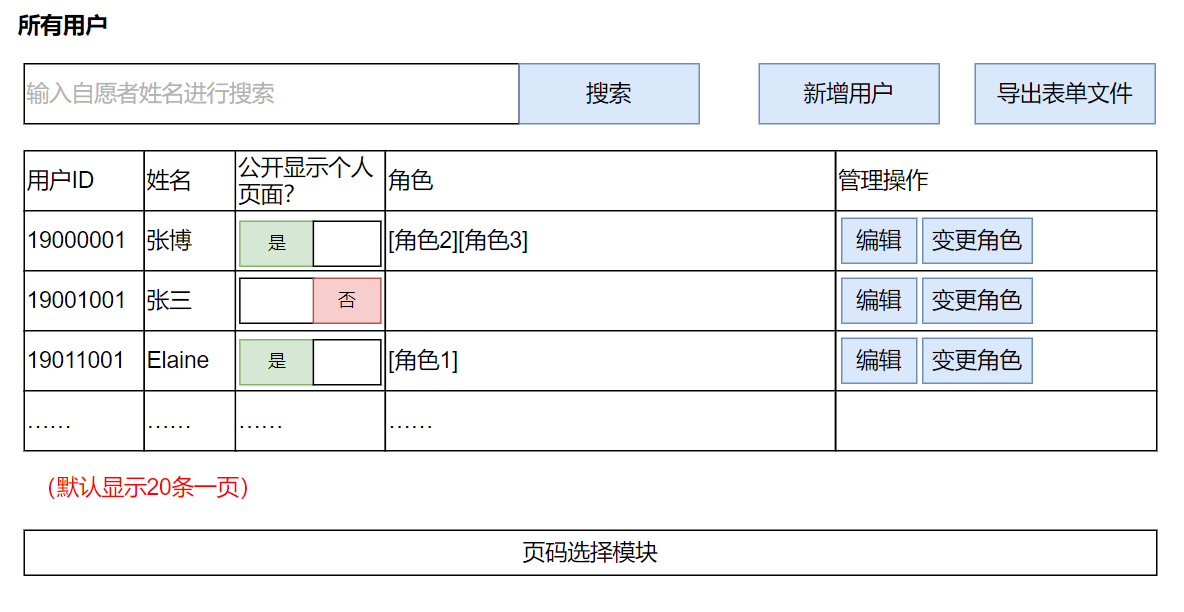 所有用户
输入自愿者姓名进行搜索
搜索
新增用户
导出表单文件
用户ID
姓名
公开显示个人
页面?
角色
管理操作
19000001
张博
是
[角色2][角色3]
编辑
变更角色
19001001
张三
否
编辑
变更角色
19011001
Elaine
是
[角色1]
编辑
变更角色
……
……
……
……
（默认显示20条一页）
页码选择模块